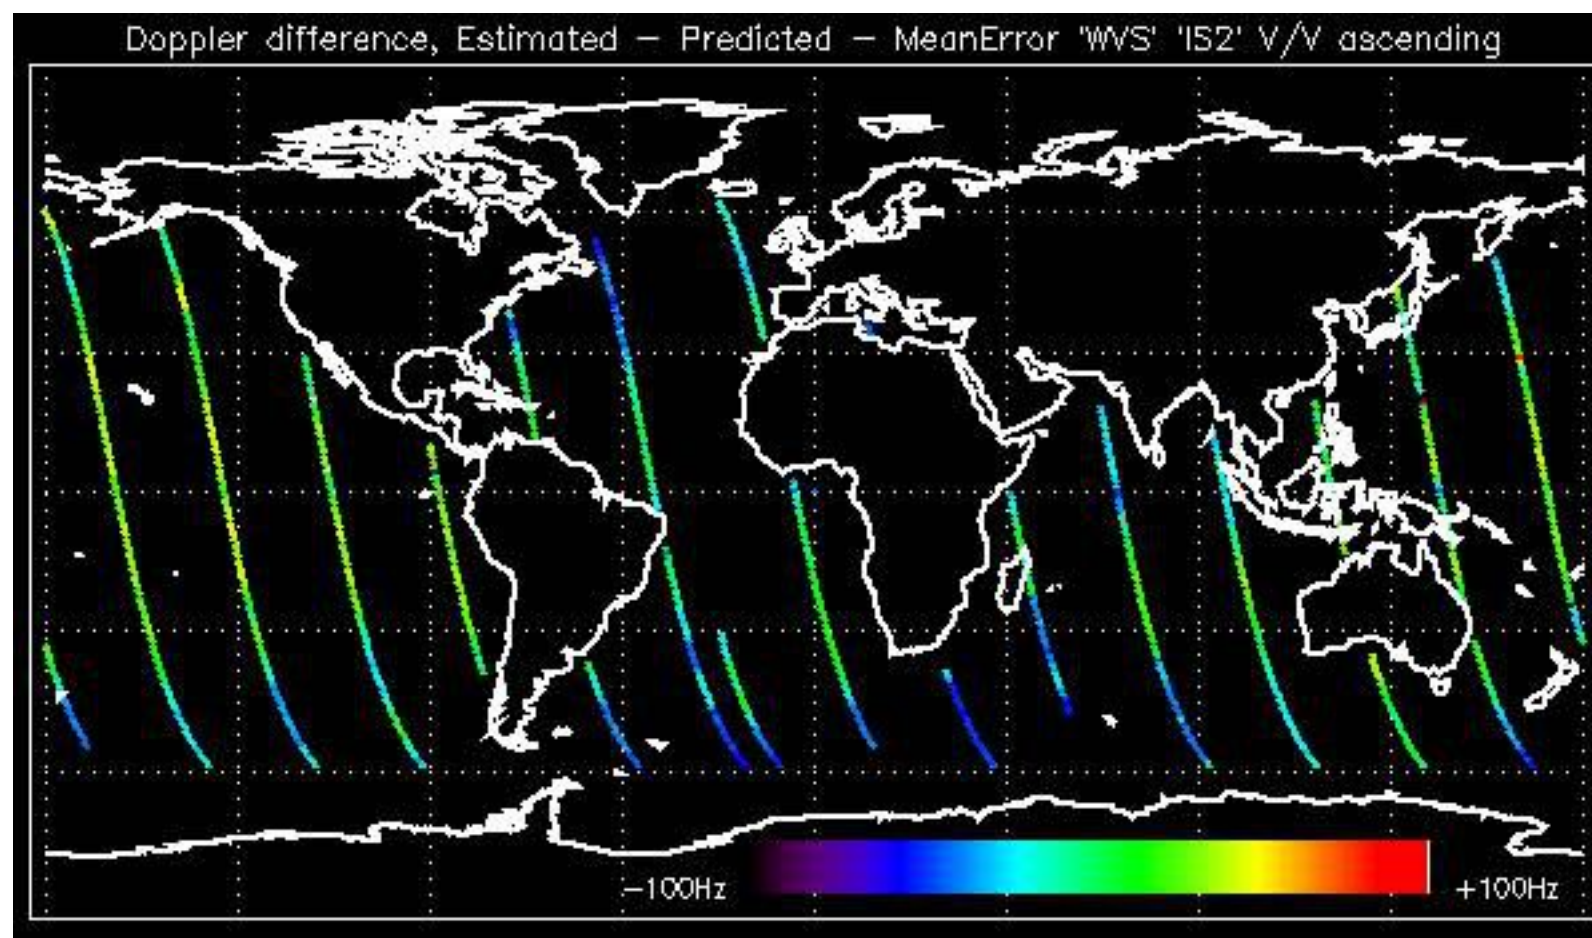 Doppler difference, Estimated – Predicted – MeanError 'WVS' 'IS2' V/V ascending
–100Hz
+100Hz